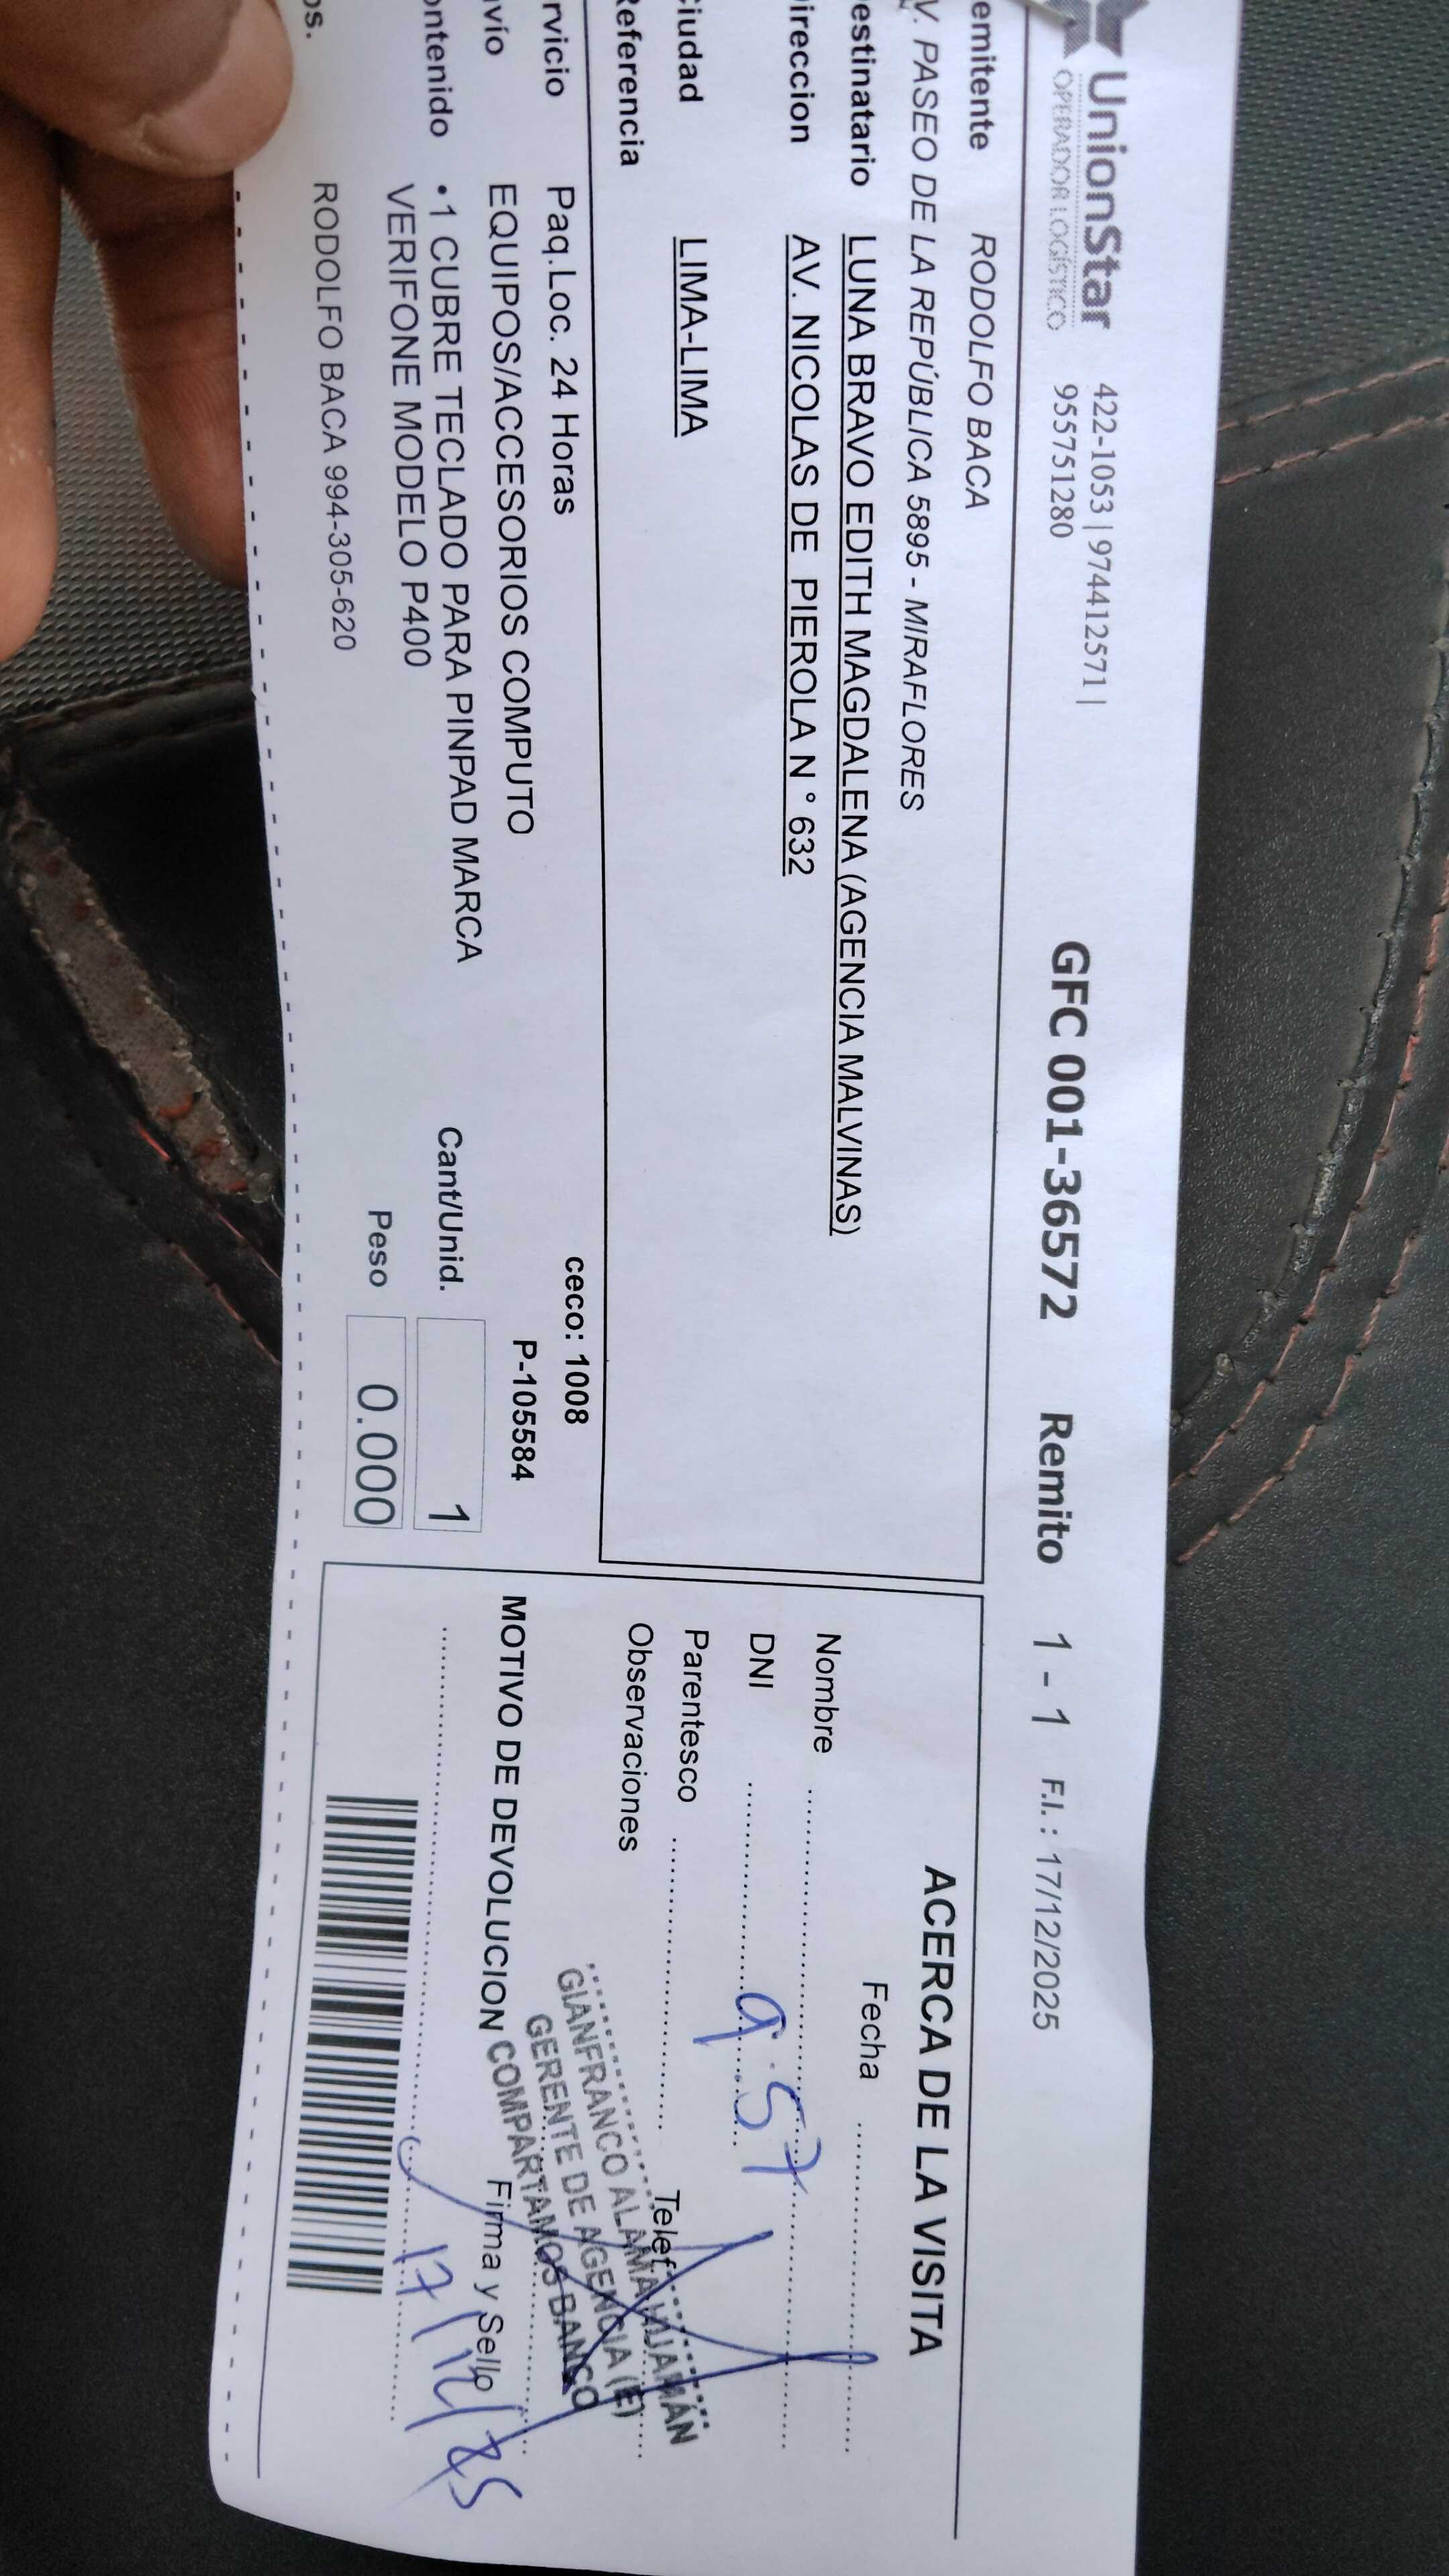 UnionStar
OPERADOR LOGÍSTICO
422-1053 | 974412571 |
955751280
GFC 001-36572 Remito 1 - 1 F.I. : 17/12/2025
emitente RODOLFO BACA
V. PASEO DE LA REPÚBLICA 5895 - MIRAFLORES
estinatario LUNA BRAVO EDITH MAGDALENA (AGENCIA MALVINAS)
ireccion AV. NICOLAS DE PIEROLA N ° 632
iudad LIMA-LIMA
Referencia
rvicio Paq.Loc. 24 Horas ceco: 1008
vío EQUIPOS/ACCESORIOS COMPUTO P-105584
ontenido • 1 CUBRE TECLADO PARA PINPAD MARCA
VERIFONE MODELO P400
Cant/Unid. 1
Peso 0.000
os. RODOLFO BACA 994-305-620
ACERCA DE LA VISITA
Fecha
Nombre
DNI
9:57
Parentesco
Telef
Observaciones
GIANFRANCO ALAMA HUAMAN
GERENTE DE AGENCIA (E)
COMPARTAMOS BANCO
MOTIVO DE DEVOLUCION
Firma y Sello
17/12/25